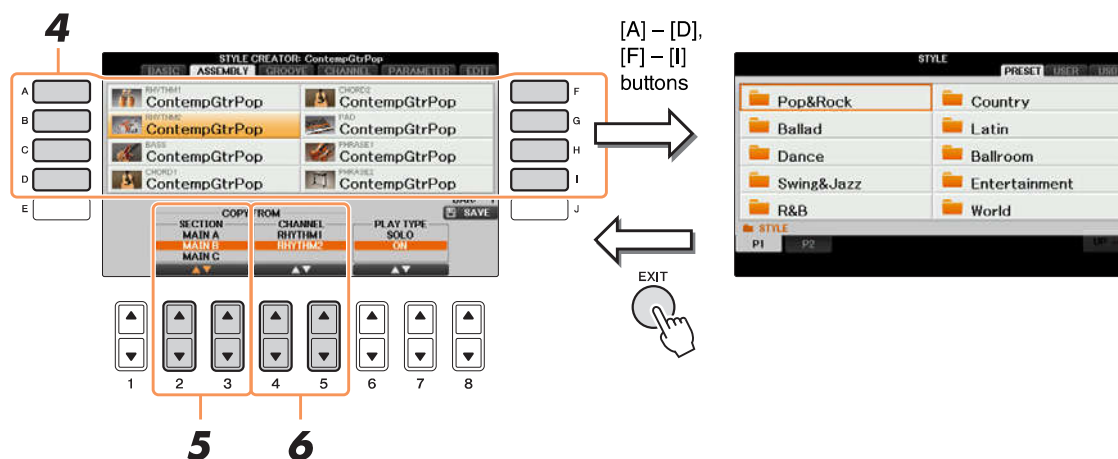 4
[A] – [D],
[F] – [I]
buttons
STYLE CREATOR: ContempGtrPop
BASIC ASSEMBLY GROOVE CHANNEL PARAMETER EDIT
A
B
C
D
E
RHYTHM1
ContempGtrPop
RHYTHM2
ContempGtrPop
BASS
ContempGtrPop
CHORD1
ContempGtrPop
CHORD2
ContempGtrPop
PAD
ContempGtrPop
PHRASE1
ContempGtrPop
PHRASE2
ContempGtrPop
F
G
H
I
J
SAVE
COPY FROM
SECTION
MAIN A
MAIN B
MAIN C
CHANNEL
RHYTHM1
RHYTHM2
PLAY TYPE
SOLO
ON
1 2 3 4 5 6 7 8
5 6
EXIT
STYLE
PRESET USER
Pop&Rock
Ballad
Dance
Swing&Jazz
R&B
Country
Latin
Ballroom
Entertainment
World
STYLE
P1 P2